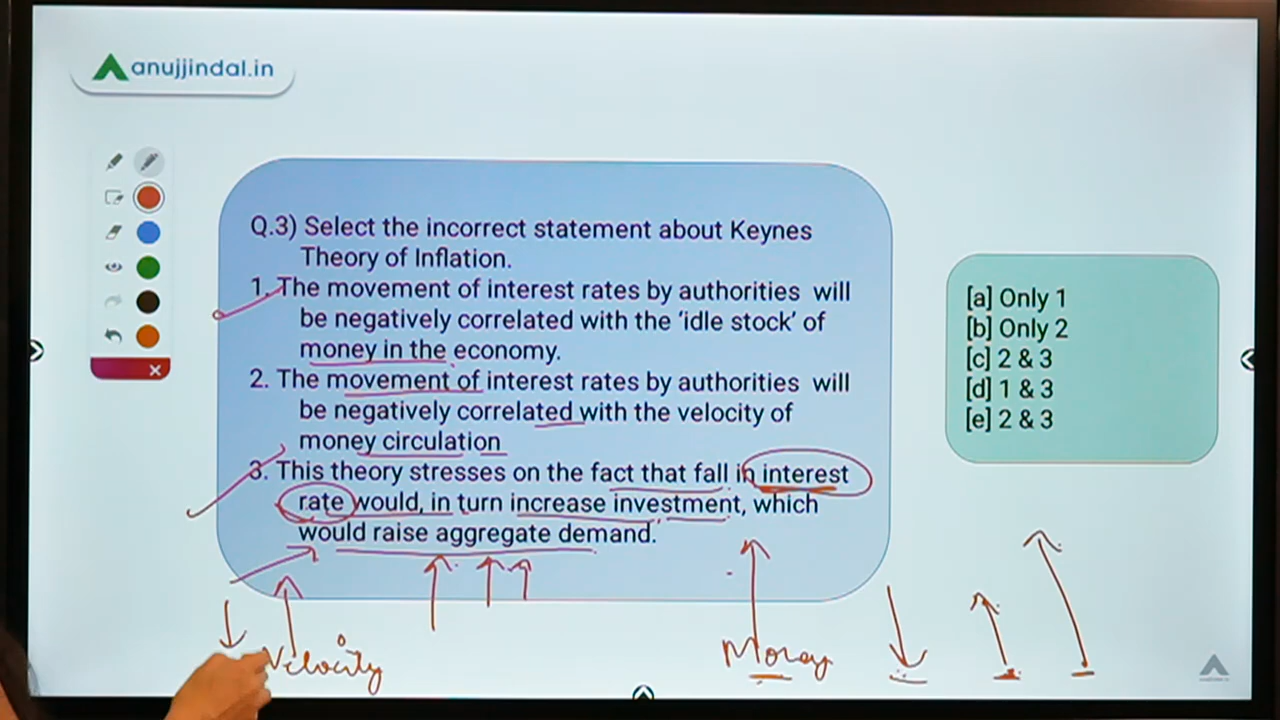 anujjindal.in
Q.3) Select the incorrect statement about Keynes
Theory of Inflation.
1. The movement of interest rates by authorities will
be negatively correlated with the ‘idle stock’ of
money in the economy.
2. The movement of interest rates by authorities will
be negatively correlated with the velocity of
money circulation
3. This theory stresses on the fact that fall in interest
rate would, in turn increase investment, which
would raise aggregate demand.
[a] Only 1
[b] Only 2
[c] 2 & 3
[d] 1 & 3
[e] 2 & 3
Velocity
Money